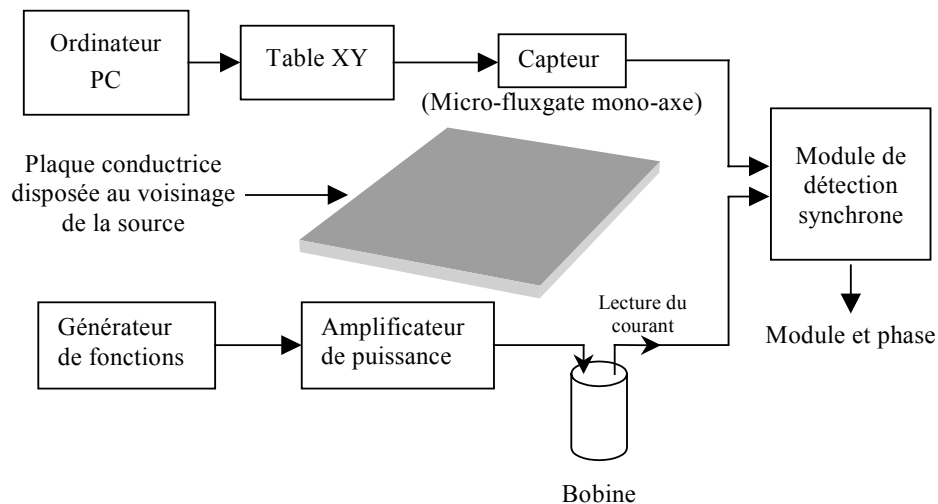 Ordinateur
PC
Table XY
Capteur
(Micro-fluxgate mono-axe)
Plaque conductrice
disposée au voisinage
de la source
Module de
détection
synchrone
Lecture du
courant
Générateur
de fonctions
Amplificateur
de puissance
Module et phase
Bobine